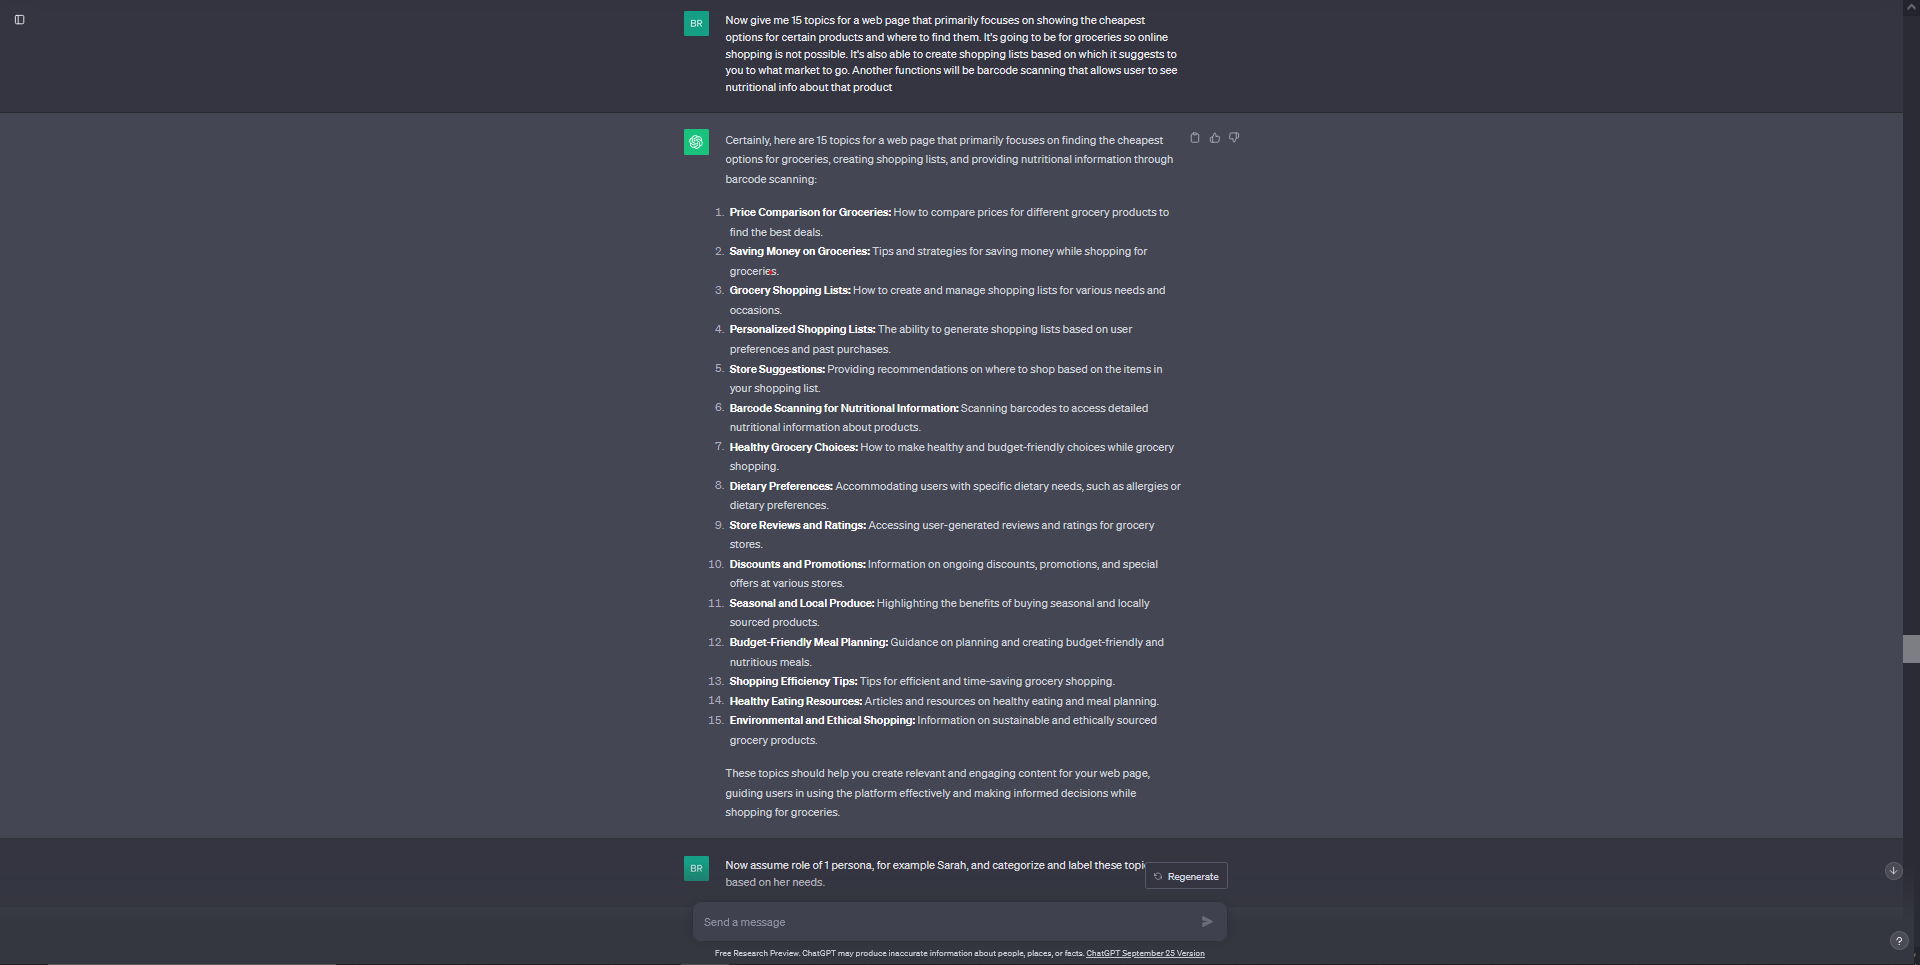 BR
Now give me 15 topics for a web page that primarily focuses on showing the cheapest
options for certain products and where to find them. It's going to be for groceries so online
shopping is not possible. It's also able to create shopping lists based on which it suggests to
you to what market to go. Another functions will be barcode scanning that allows user to see
nutritional info about that product
Certainly, here are 15 topics for a web page that primarily focuses on finding the cheapest
options for groceries, creating shopping lists, and providing nutritional information through
barcode scanning:
1. Price Comparison for Groceries: How to compare prices for different grocery products to
find the best deals.
2. Saving Money on Groceries: Tips and strategies for saving money while shopping for
groceries.
3. Grocery Shopping Lists: How to create and manage shopping lists for various needs and
occasions.
4. Personalized Shopping Lists: The ability to generate shopping lists based on user
preferences and past purchases.
5. Store Suggestions: Providing recommendations on where to shop based on the items in
your shopping list.
6. Barcode Scanning for Nutritional Information: Scanning barcodes to access detailed
nutritional information about products.
7. Healthy Grocery Choices: How to make healthy and budget-friendly choices while grocery
shopping.
8. Dietary Preferences: Accommodating users with specific dietary needs, such as allergies or
dietary preferences.
9. Store Reviews and Ratings: Accessing user-generated reviews and ratings for grocery
stores.
10. Discounts and Promotions: Information on ongoing discounts, promotions, and special
offers at various stores.
11. Seasonal and Local Produce: Highlighting the benefits of buying seasonal and locally
sourced products.
12. Budget-Friendly Meal Planning: Guidance on planning and creating budget-friendly and
nutritious meals.
13. Shopping Efficiency Tips: Tips for efficient and time-saving grocery shopping.
14. Healthy Eating Resources: Articles and resources on healthy eating and meal planning.
15. Environmental and Ethical Shopping: Information on sustainable and ethically sourced
grocery products.
These topics should help you create relevant and engaging content for your web page,
guiding users in using the platform effectively and making informed decisions while
shopping for groceries.
BR
Now assume role of 1 persona, for example Sarah, and categorize and label these topi
based on her needs.
Regenerate
Send a message
Free Research Preview. ChatGPT may produce inaccurate information about people, places, or facts. ChatGPT September 25 Version
?